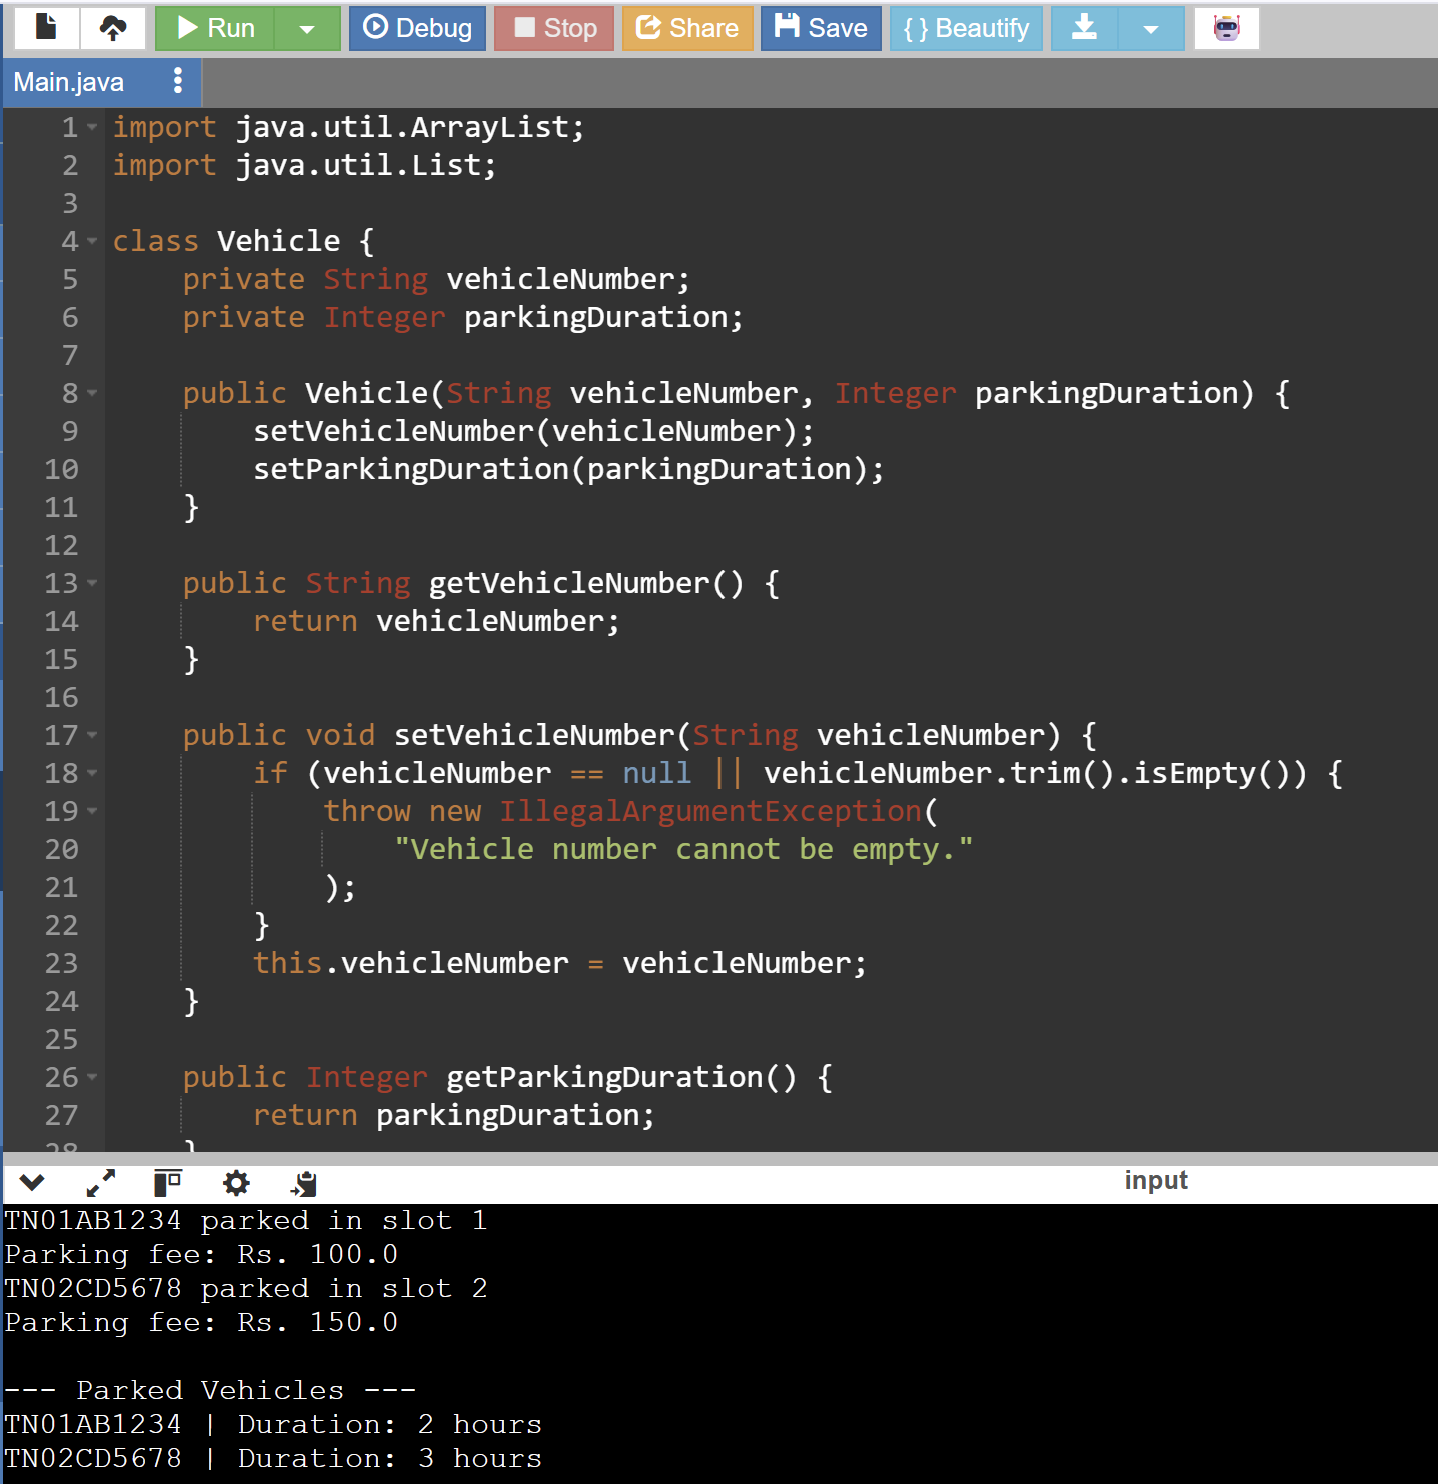 Run Debug Stop Share Save { } Beautify
Main.java
1 import java.util.ArrayList;
2 import java.util.List;
3
4 class Vehicle {
5     private String vehicleNumber;
6     private Integer parkingDuration;
7
8     public Vehicle(String vehicleNumber, Integer parkingDuration) {
9         setVehicleNumber(vehicleNumber);
10         setParkingDuration(parkingDuration);
11     }
12
13     public String getVehicleNumber() {
14         return vehicleNumber;
15     }
16
17     public void setVehicleNumber(String vehicleNumber) {
18         if (vehicleNumber == null || vehicleNumber.trim().isEmpty()) {
19             throw new IllegalArgumentException(
20                 "Vehicle number cannot be empty."
21             );
22         }
23         this.vehicleNumber = vehicleNumber;
24     }
25
26     public Integer getParkingDuration() {
27         return parkingDuration;
28     }
input
TN01AB1234 parked in slot 1
Parking fee: Rs. 100.0
TN02CD5678 parked in slot 2
Parking fee: Rs. 150.0
--- Parked Vehicles ---
TN01AB1234 | Duration: 2 hours
TN02CD5678 | Duration: 3 hours